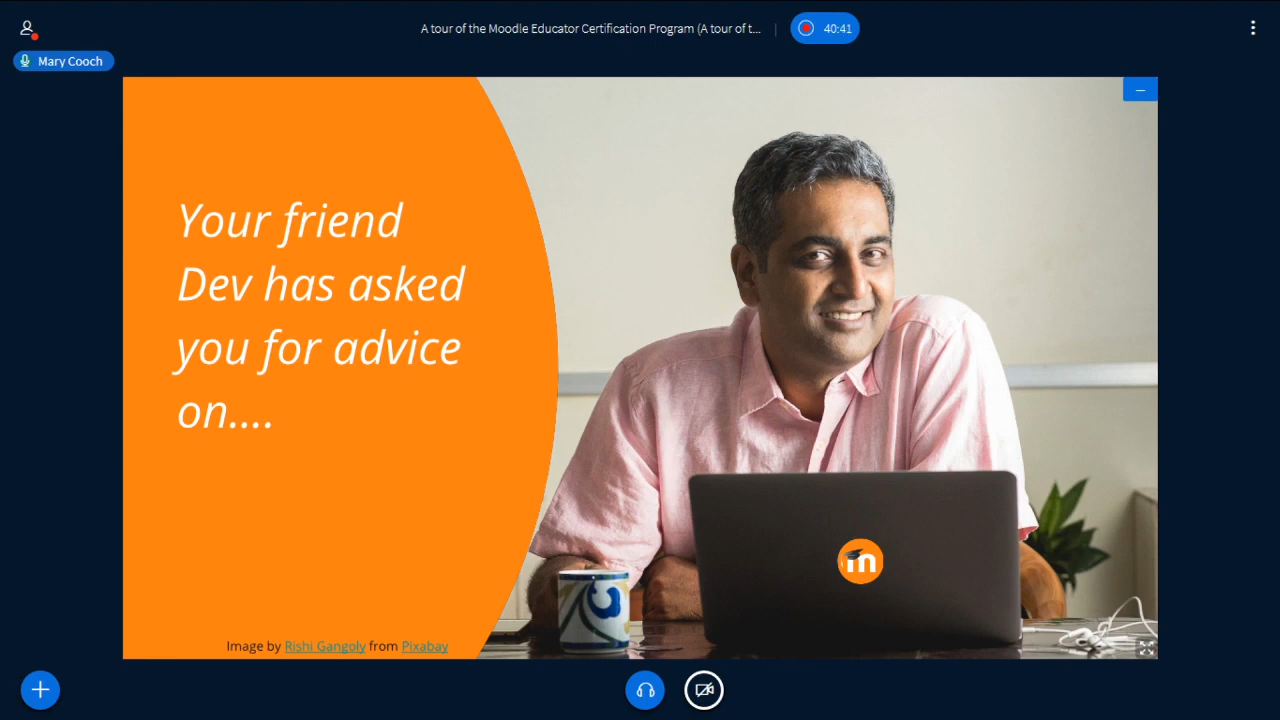 A tour of the Moodle Educator Certification Program (A tour of t...
40:41
Mary Cooch
Your friend
Dev has asked
you for advice
on....
m
Image by Rishi Gangoly from Pixabay